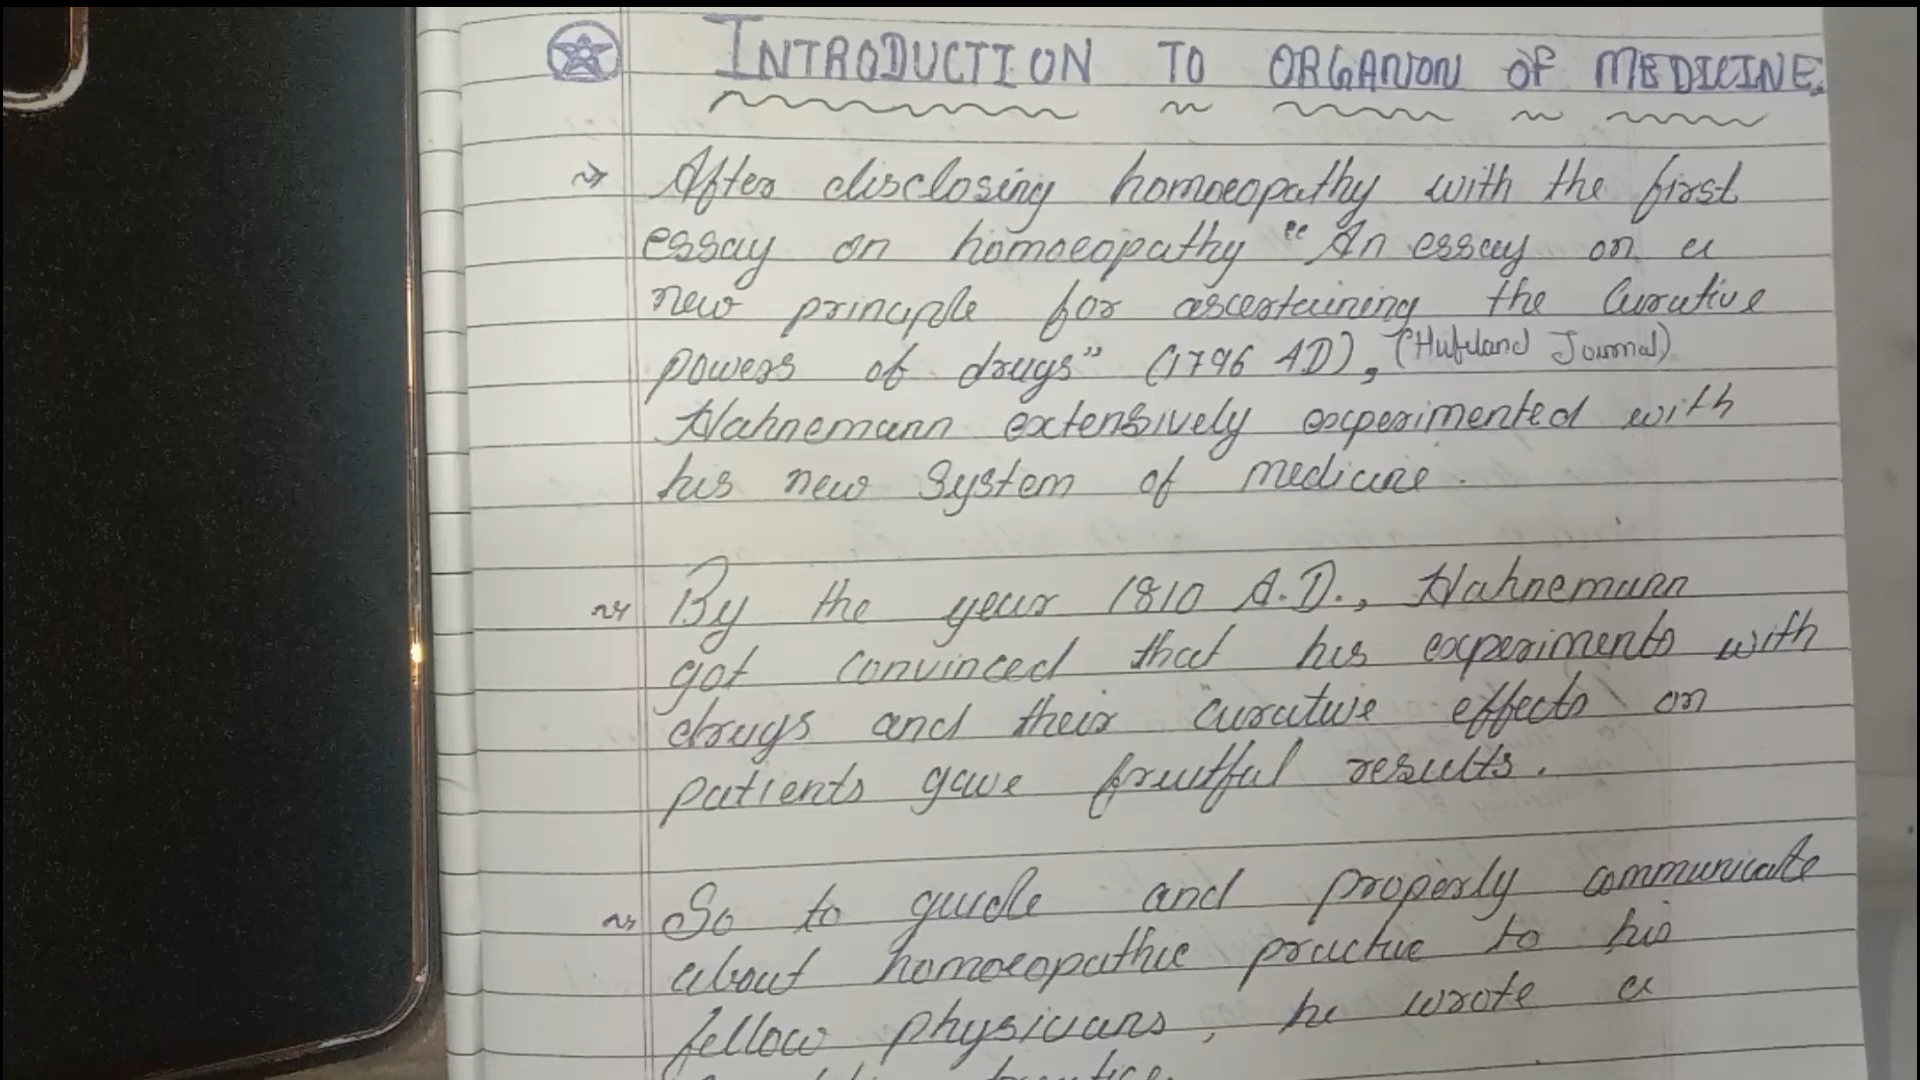 INTRODUCTION TO ORGANON OF MEDICINE.
After disclosing homoeopathy with the first
essay on homoeopathy "An essay on a
new principle for ascertaining the curative
powers of drugs" (1796 AD), (Hufeland Journal)
Hahnemann extensively experimented with
his new System of medicine.
By the year 1810 A.D., Hahnemann
got convinced that his experiments with
drugs and their curative effects on
patients gave fruitful results.
So to guide and properly communicate
about homoeopathic practice to his
fellow physicians, he wrote a